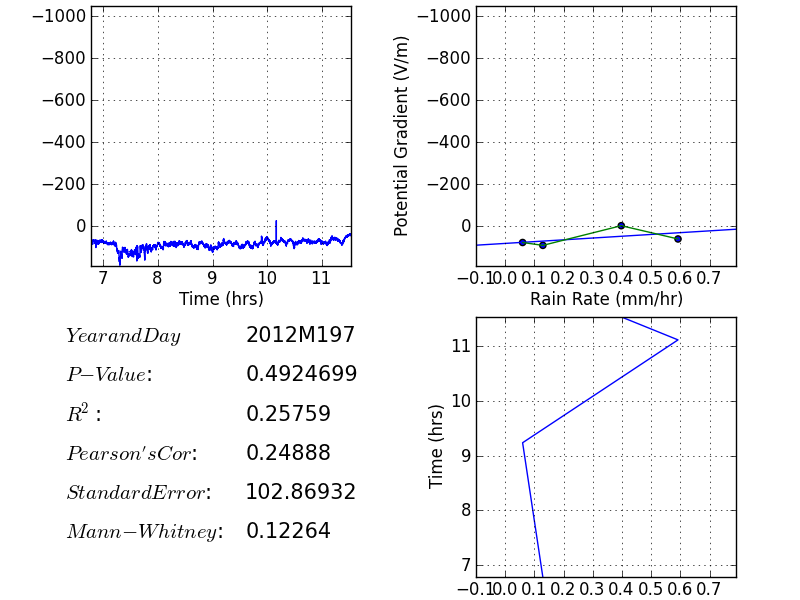 −1000
−800
−600
−400
−200
0
7 8 9 10 11
Time (hrs)
Potential Gradient (V/m)
−1000
−800
−600
−400
−200
0
−0.1 0.0 0.1 0.2 0.3 0.4 0.5 0.6 0.7
Rain Rate (mm/hr)
YearandDay 2012M197
P−Value: 0.4924699
R²: 0.25759
Pearson'sCor: 0.24888
StandardError: 102.86932
Mann−Whitney: 0.12264
Time (hrs)
11
10
9
8
7
−0.1 0.0 0.1 0.2 0.3 0.4 0.5 0.6 0.7